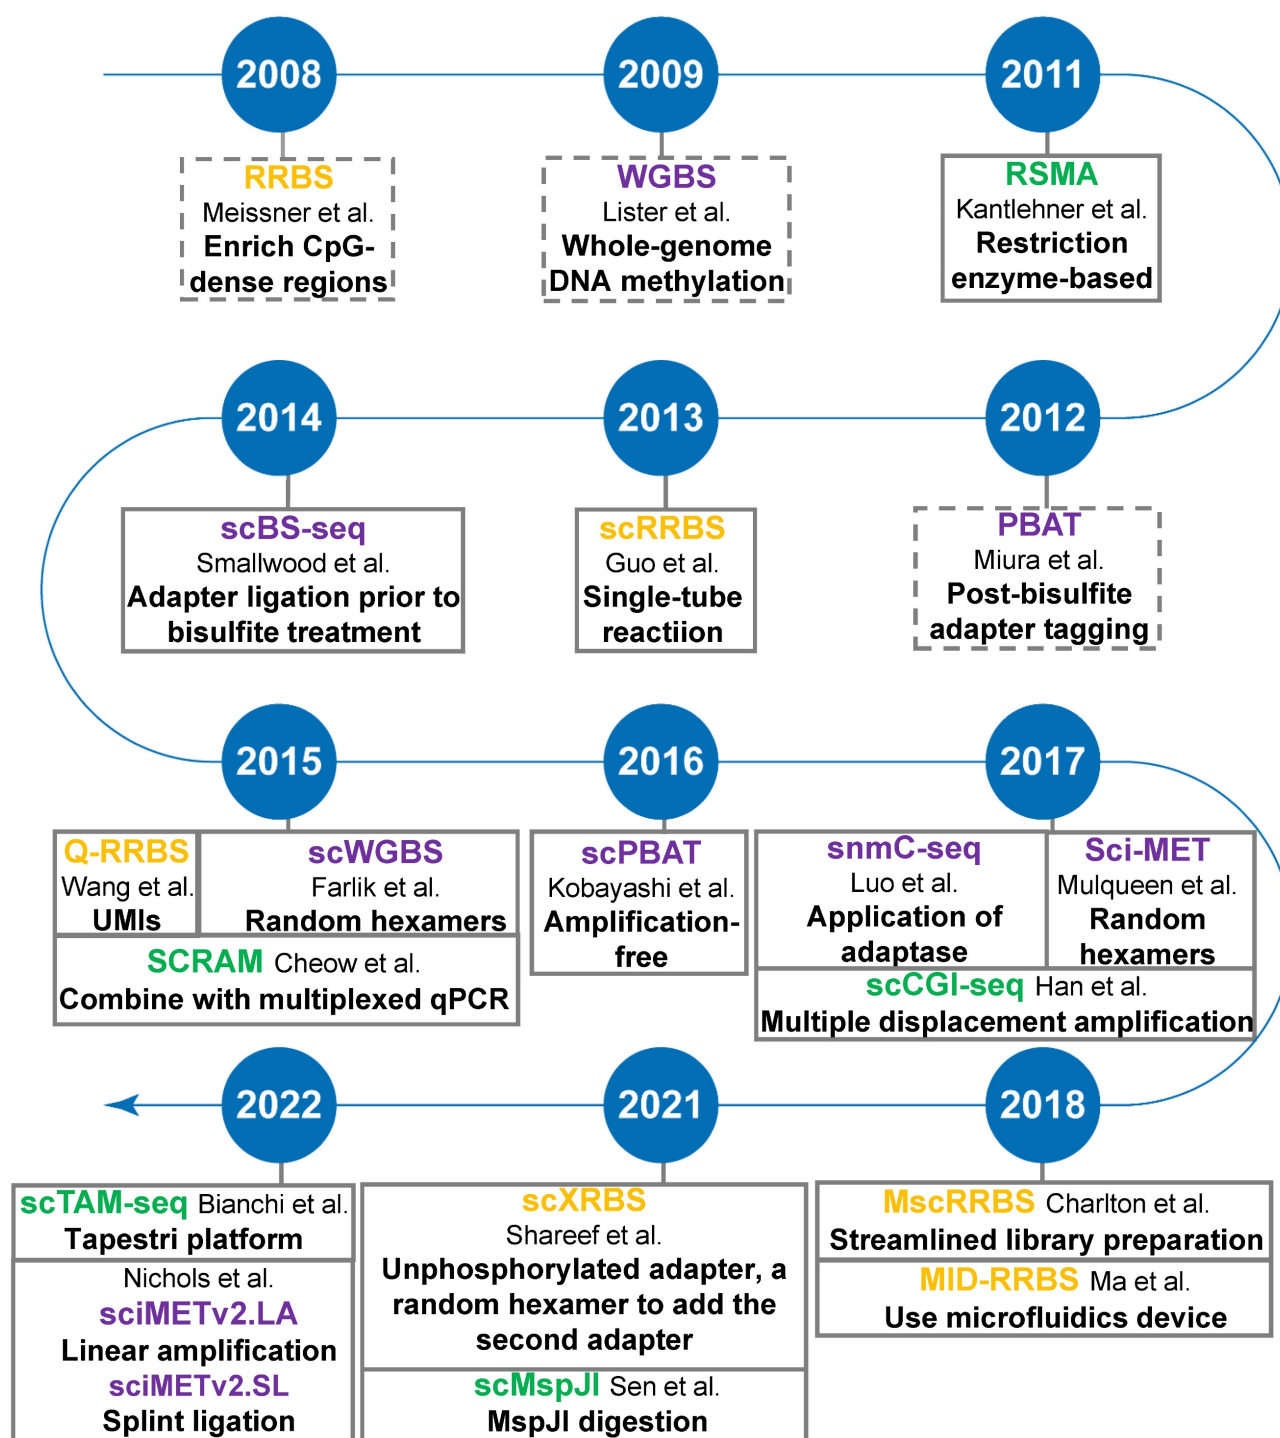 2008
2009
2011
RRBS
Meissner et al.
Enrich CpG-
dense regions
WGBS
Lister et al.
Whole-genome
DNA methylation
RSMA
Kantlehner et al.
Restriction
enzyme-based
2014
2013
2012
scBS-seq
Smallwood et al.
Adapter ligation prior to
bisulfite treatment
scRRBS
Guo et al.
Single-tube
reactiion
PBAT
Miura et al.
Post-bisulfite
adapter tagging
2015
2016
2017
Q-RRBS
Wang et al.
UMIs
scWGBS
Farlik et al.
Random hexamers
SCRAM Cheow et al.
Combine with multiplexed qPCR
scPBAT
Kobayashi et al.
Amplification-
free
snmC-seq
Luo et al.
Application of
adaptase
Sci-MET
Mulqueen et al.
Random
hexamers
scCGI-seq Han et al.
Multiple displacement amplification
2022
2021
2018
scTAM-seq Bianchi et al.
Tapestri platform
Nichols et al.
sciMETv2.LA
Linear amplification
sciMETv2.SL
Splint ligation
scXRBS
Shareef et al.
Unphosphorylated adapter, a
random hexamer to add the
second adapter
scMspJI Sen et al.
MspJI digestion
MscRRBS Charlton et al.
Streamlined library preparation
MID-RRBS Ma et al.
Use microfluidics device